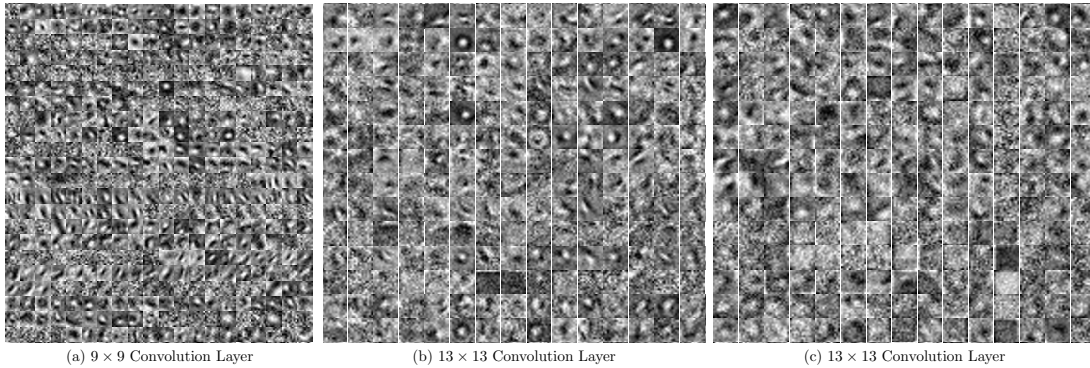 (a) 9 × 9 Convolution Layer
(b) 13 × 13 Convolution Layer
(c) 13 × 13 Convolution Layer